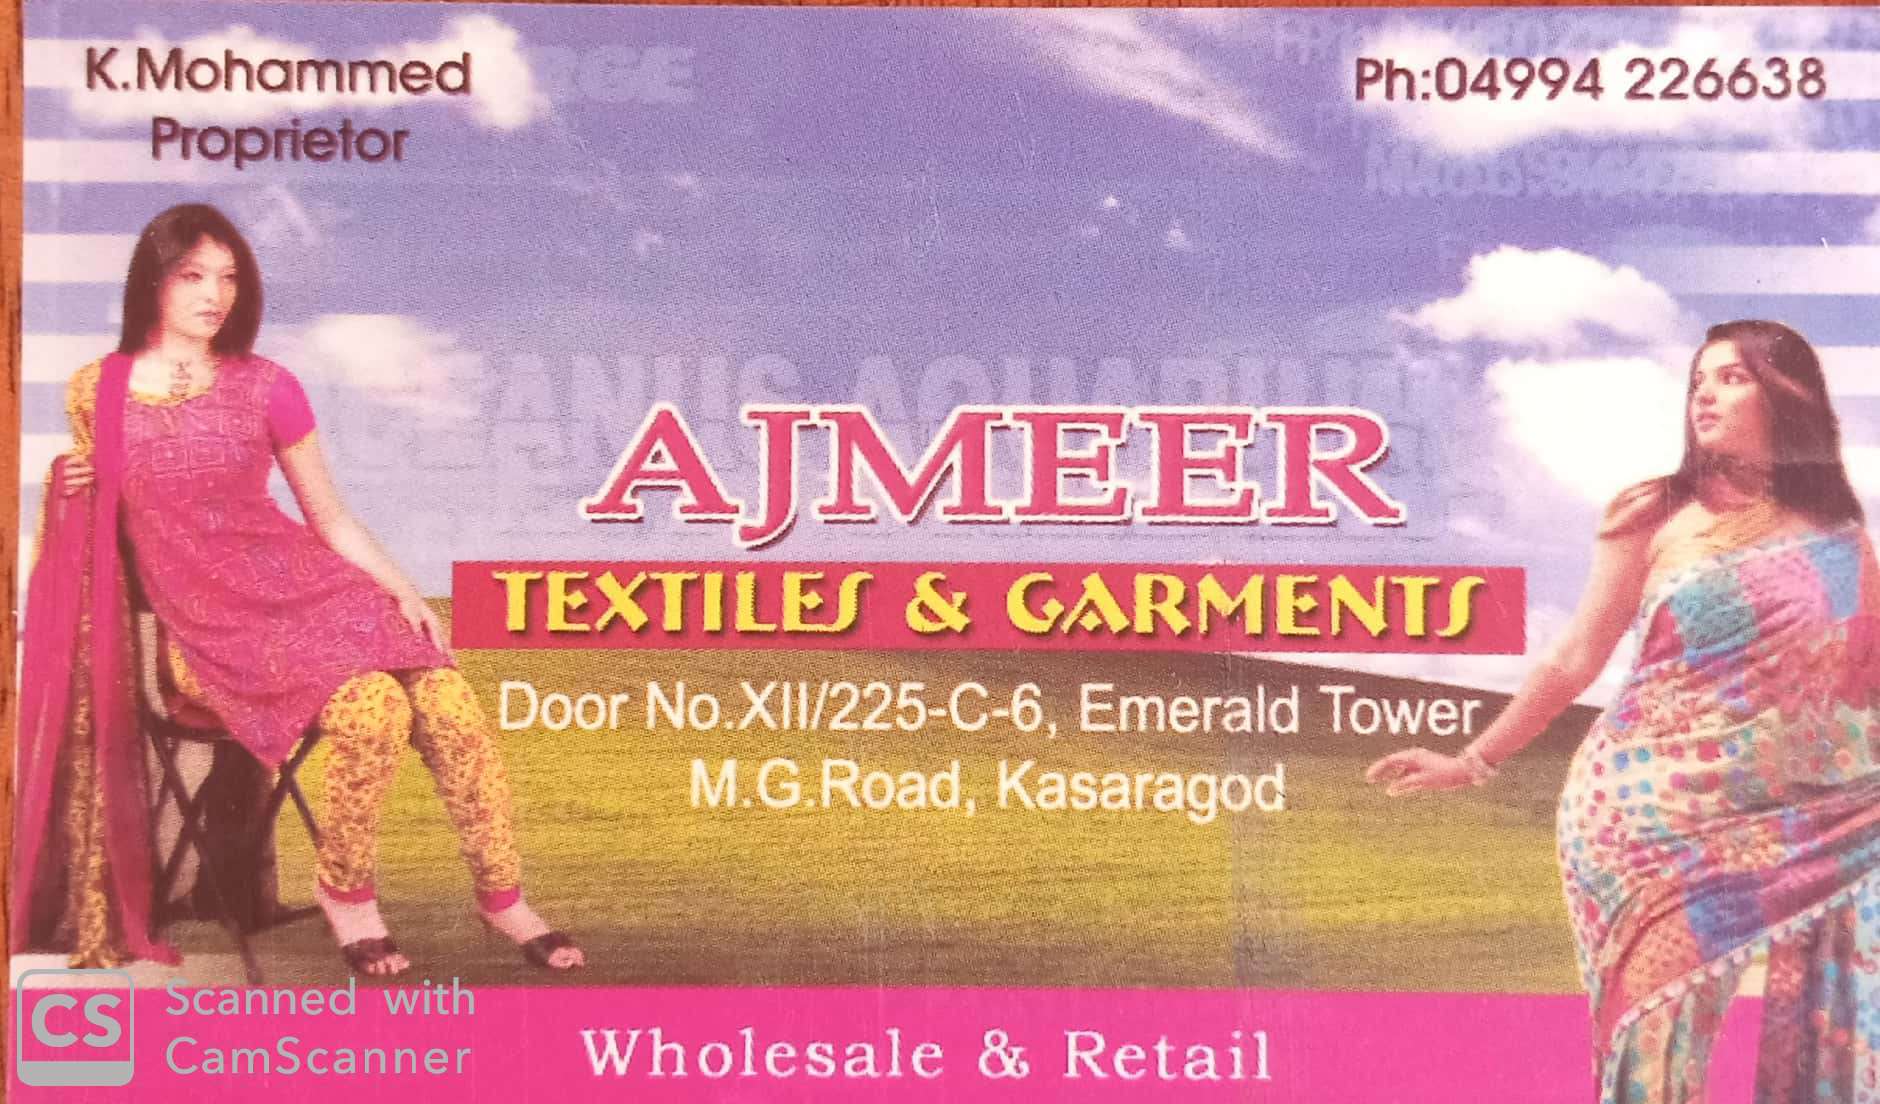 K.Mohammed
Proprietor
Ph:04994 226638
AJMEER
TEXTILES & GARMENTS
Door No.XII/225-C-6, Emerald Tower
M.G.Road, Kasaragod
Wholesale & Retail
CS
Scanned with
CamScanner